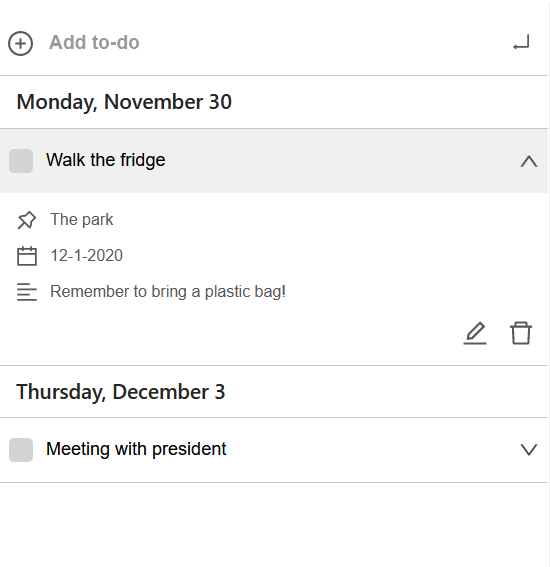 Add to-do
Monday, November 30
Walk the fridge
The park
12-1-2020
Remember to bring a plastic bag!
Thursday, December 3
Meeting with president